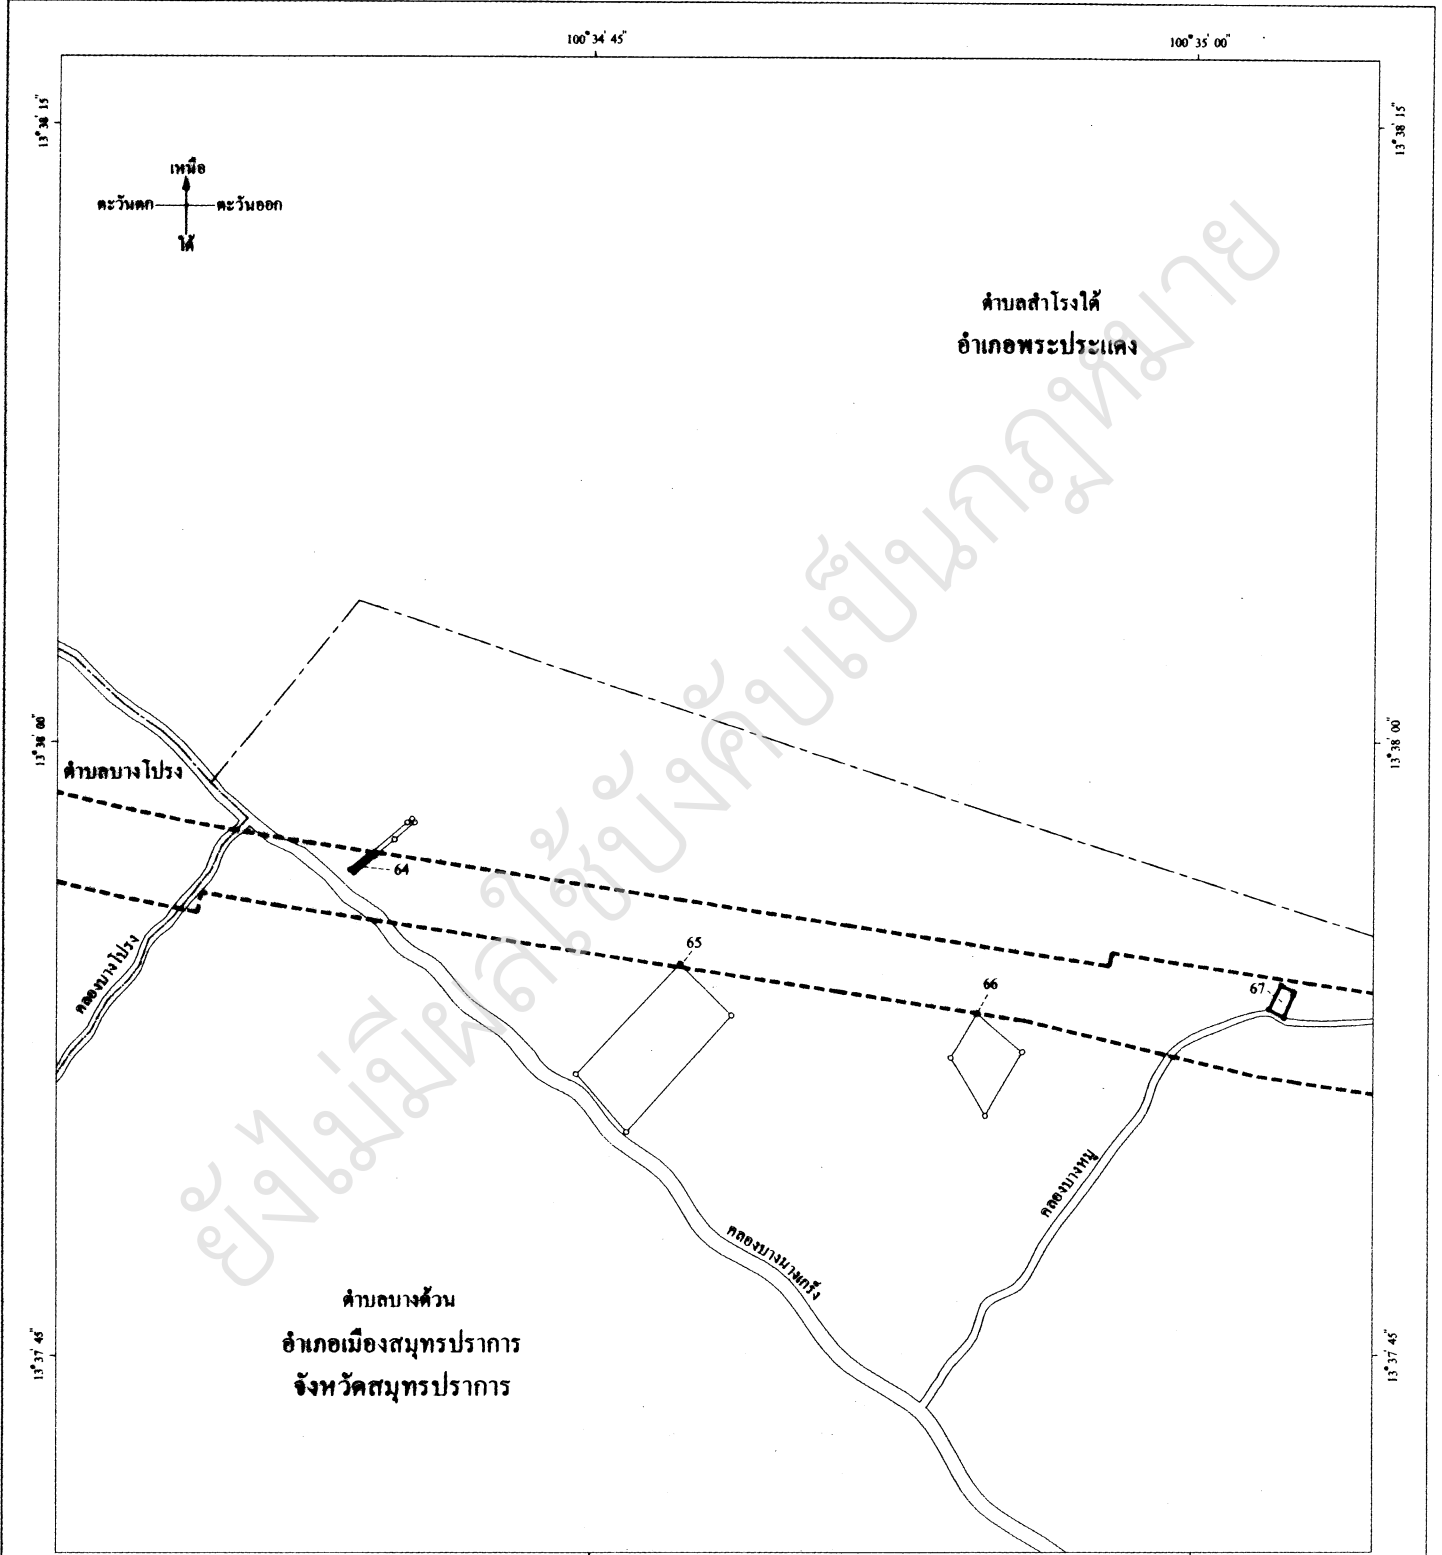 100° 34' 45"
100° 35' 00"
13° 38' 15"
13° 38' 15"
เหนือ
ตะวันตก
ตะวันออก
ใต้
ตำบลสำโรงใต้
อำเภอพระประแดง
13° 38' 00"
13° 38' 00"
ตำบลบางโปรง
64
65
66
67
คลองบางโปรง
คลองบางหมู
คลองบางนางเกร็ง
ตำบลบางด้วน
อำเภอเมืองสมุทรปราการ
จังหวัดสมุทรปราการ
13° 37' 45"
13° 37' 45"
ยังไม่มีผลใช้บังคับเป็นกฎหมาย